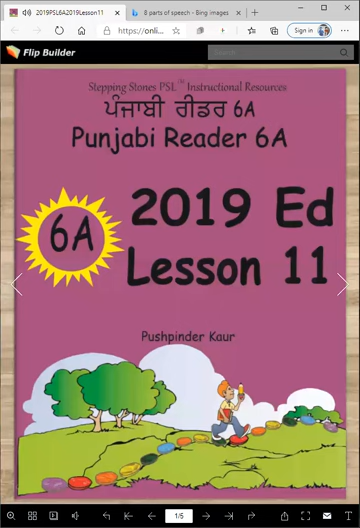 2019PSL6A2019Lesson11
8 parts of speech - Bing images
https://onli...
Sign in
Flip Builder
Search
Stepping Stones PSL™ Instructional Resources
ਪੰਜਾਬੀ ਰੀਡਰ 6A
Punjabi Reader 6A
6A
2019 Ed
Lesson 11
Pushpinder Kaur
1/5